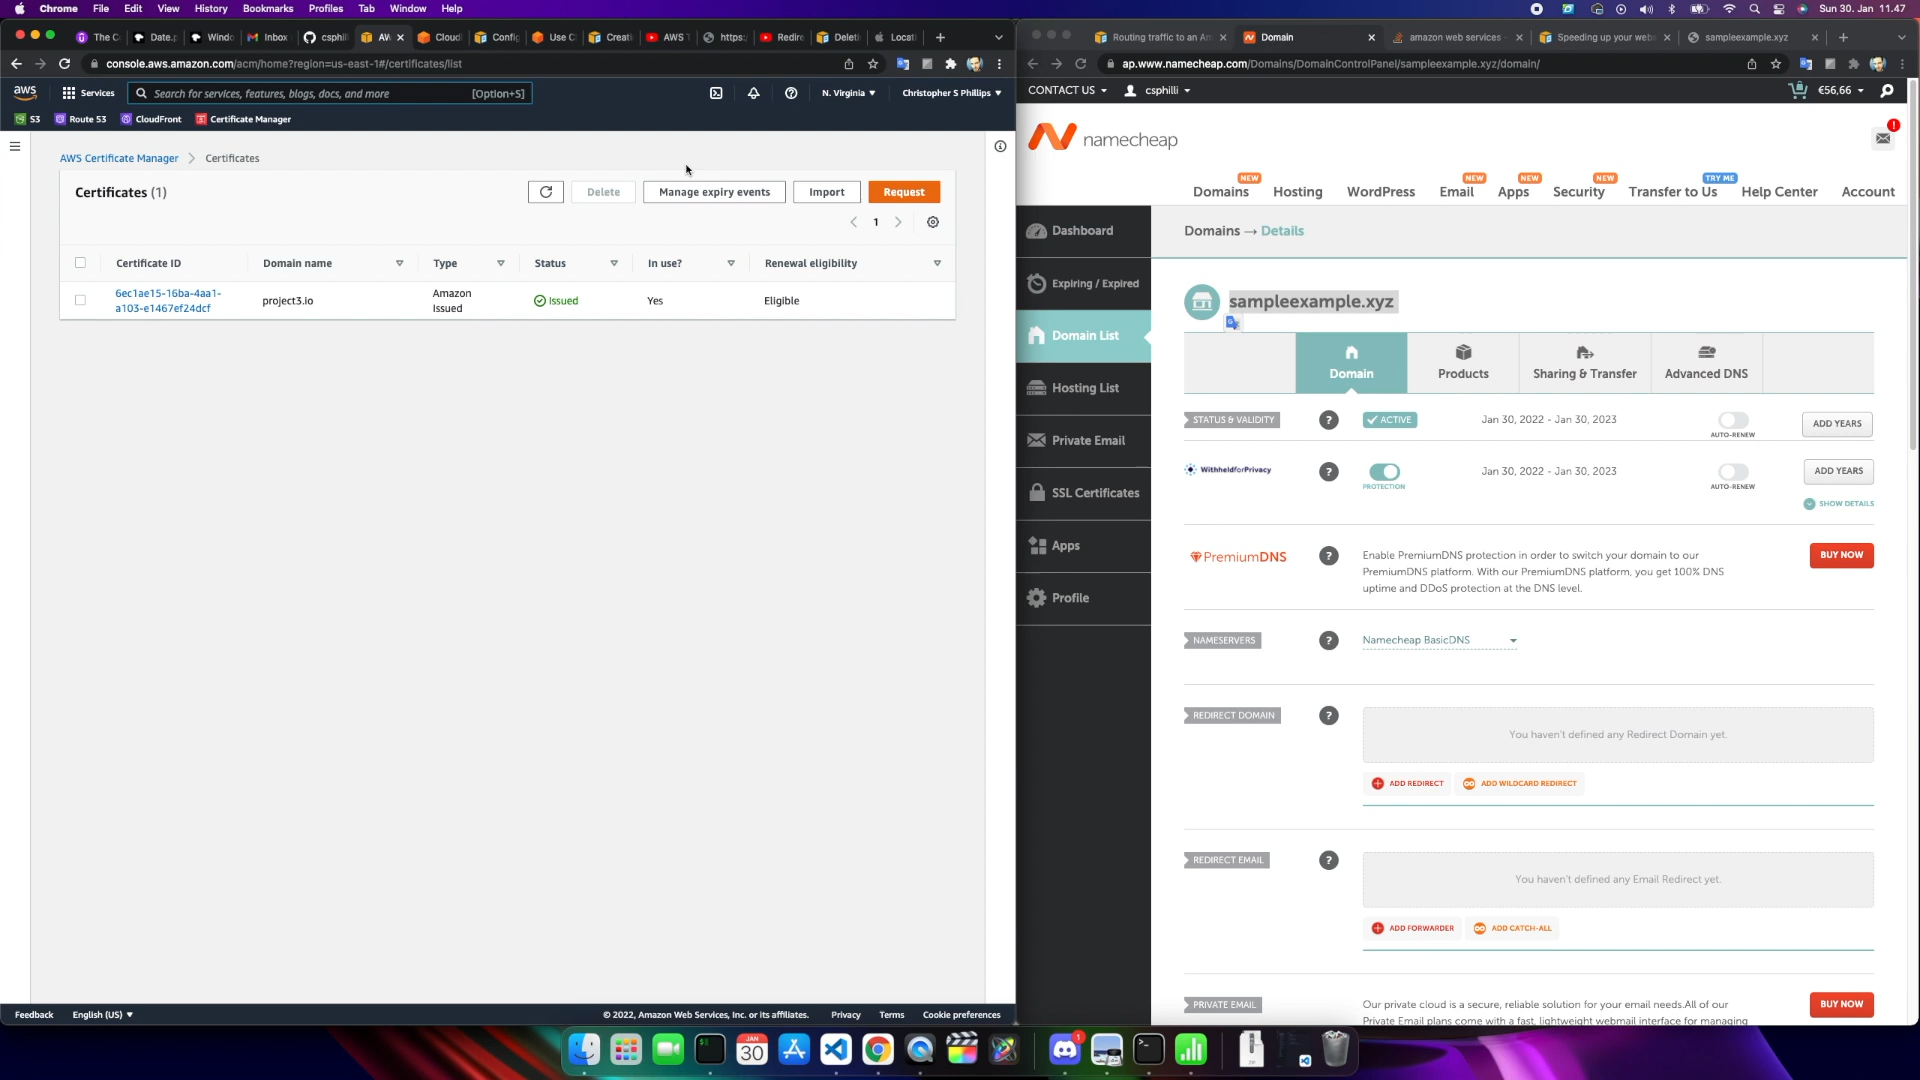 Chrome File Edit View History Bookmarks Profiles Tab Window Help
Sun 30. Jan 11.47
The C Date.p Windo Inbox csphil AW Cloud Config Use C Creati AWS T https: Redire Deleti Locati
console.aws.amazon.com/acm/home?region=us-east-1#/certificates/list
aws Services Search for services, features, blogs, docs, and more [Option+S] N. Virginia Christopher S Phillips
S3 Route 53 CloudFront Certificate Manager
AWS Certificate Manager > Certificates
Certificates (1)
Delete Manage expiry events Import Request
1
Certificate ID Domain name Type Status In use? Renewal eligibility
6ec1ae15-16ba-4aa1-
a103-e1467ef24dcf
project3.io
Amazon
Issued
Issued
Yes
Eligible
Feedback English (US) © 2022, Amazon Web Services, Inc. or its affiliates. Privacy Terms Cookie preferences
Routing traffic to an Am Domain amazon web services - Speeding up your webs sampleexample.xyz
ap.www.namecheap.com/Domains/DomainControlPanel/sampleexample.xyz/domain/
CONTACT US csphilli €56,66
namecheap
NEW NEW NEW NEW TRY ME
Domains Hosting WordPress Email Apps Security Transfer to Us Help Center Account
Dashboard
Expiring / Expired
Domain List
Hosting List
Private Email
SSL Certificates
Apps
Profile
Domains → Details
sampleexample.xyz
Domain Products Sharing & Transfer Advanced DNS
STATUS & VALIDITY ? ACTIVE Jan 30, 2022 - Jan 30, 2023 AUTO-RENEW ADD YEARS
WithheldforPrivacy ? PROTECTION Jan 30, 2022 - Jan 30, 2023 AUTO-RENEW ADD YEARS
SHOW DETAILS
PremiumDNS ?
Enable PremiumDNS protection in order to switch your domain to our
PremiumDNS platform. With our PremiumDNS platform, you get 100% DNS
uptime and DDoS protection at the DNS level.
BUY NOW
NAMESERVERS ? Namecheap BasicDNS
REDIRECT DOMAIN ? You haven't defined any Redirect Domain yet.
ADD REDIRECT ADD WILDCARD REDIRECT
REDIRECT EMAIL ? You haven't defined any Email Redirect yet.
ADD FORWARDER ADD CATCH-ALL
PRIVATE EMAIL
Our private cloud is a secure, reliable solution for your email needs.All of our
Private Email plans come with a fast, lightweight webmail interface for managing
BUY NOW
JAN
30
1